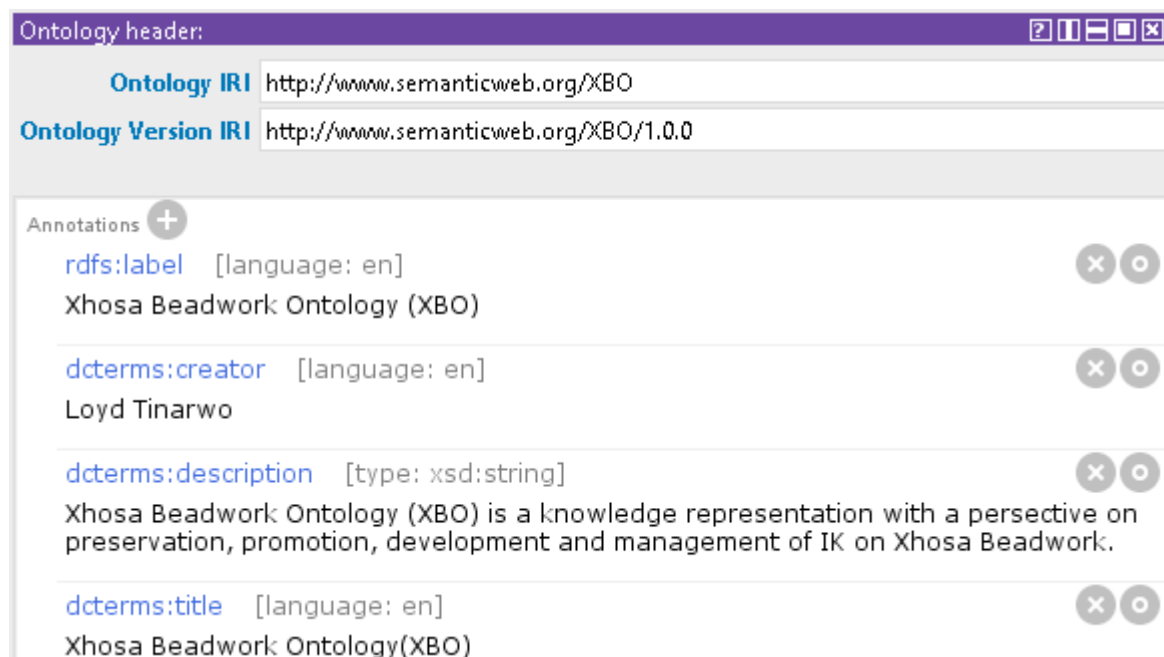 Ontology header:
Ontology IRI http://www.semanticweb.org/XBO
Ontology Version IRI http://www.semanticweb.org/XBO/1.0.0
Annotations
rdfs:label [language: en]
Xhosa Beadwork Ontology (XBO)
dcterms:creator [language: en]
Loyd Tinarwo
dcterms:description [type: xsd:string]
Xhosa Beadwork Ontology (XBO) is a knowledge representation with a persective on
preservation, promotion, development and management of IK on Xhosa Beadwork.
dcterms:title [language: en]
Xhosa Beadwork Ontology(XBO)